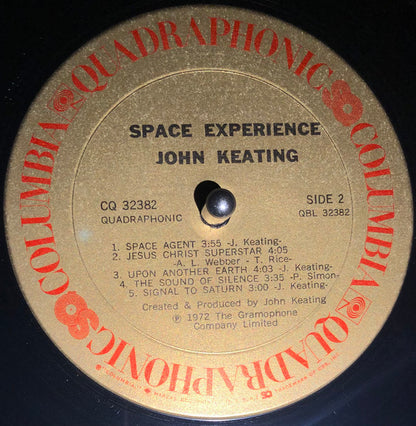 COLUMBIA QUADRAPHONIC SQ COLUMBIA QUADRAPHONIC SQ
SPACE EXPERIENCE
JOHN KEATING
CQ 32382
QUADRAPHONIC
SIDE 2
QBL 32382
1. SPACE AGENT 3:55 -J. Keating-
2. JESUS CHRIST SUPERSTAR 4:05
-A. L. Webber - T. Rice-
3. UPON ANOTHER EARTH 4:03 -J. Keating-
4. THE SOUND OF SILENCE 3:35 -P. Simon-
5. SIGNAL TO SATURN 3:00 -J. Keating-
Created & Produced by John Keating
℗ 1972 The Gramophone
Company Limited